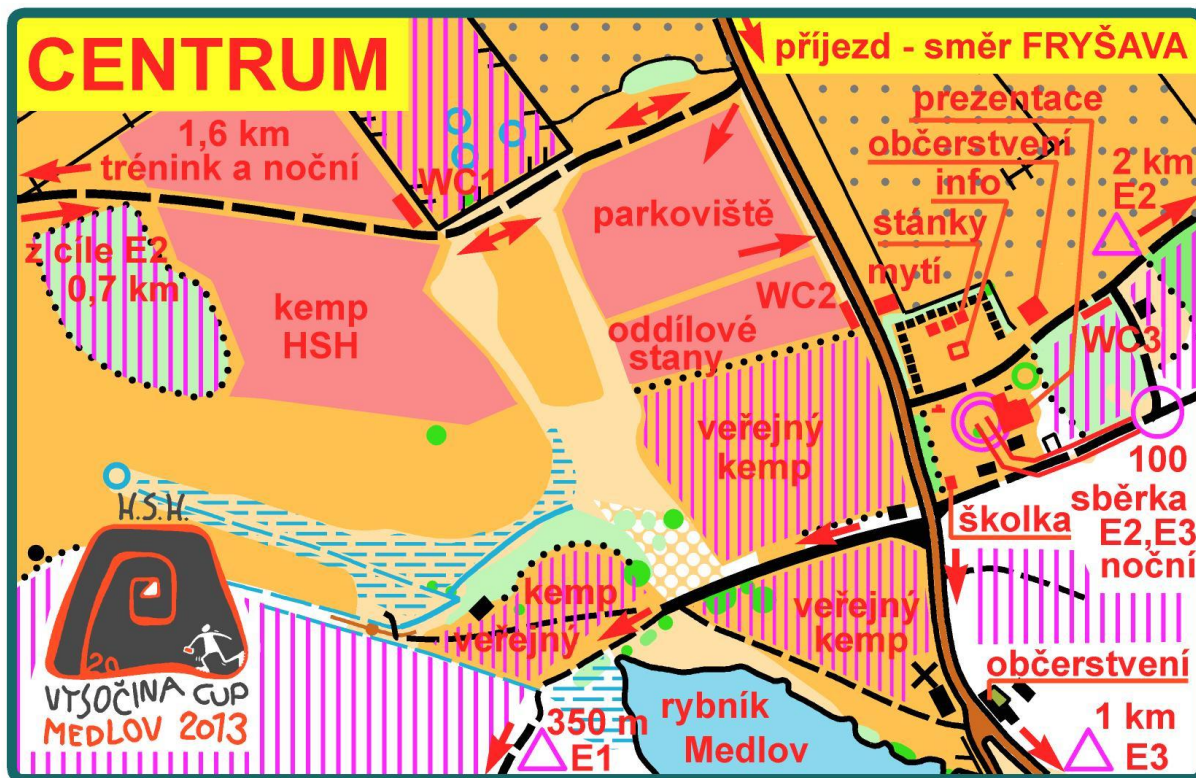 CENTRUM
příjezd - směr FRYŠAVA
prezentace
občerstvení
info
stánky
mytí
2 km
E2
1,6 km
trénink a noční
WC1
parkoviště
z cíle E2
0,7 km
kemp
HSH
WC2
oddílové
stany
WC3
veřejný
kemp
100
sběrka
E2,E3
noční
školka
H.S.H.
20
VYSOČINA CUP
MEDLOV 2013
kemp
veřejný
veřejný
kemp
občerstvení
350 m
E1
rybník
Medlov
1 km
E3